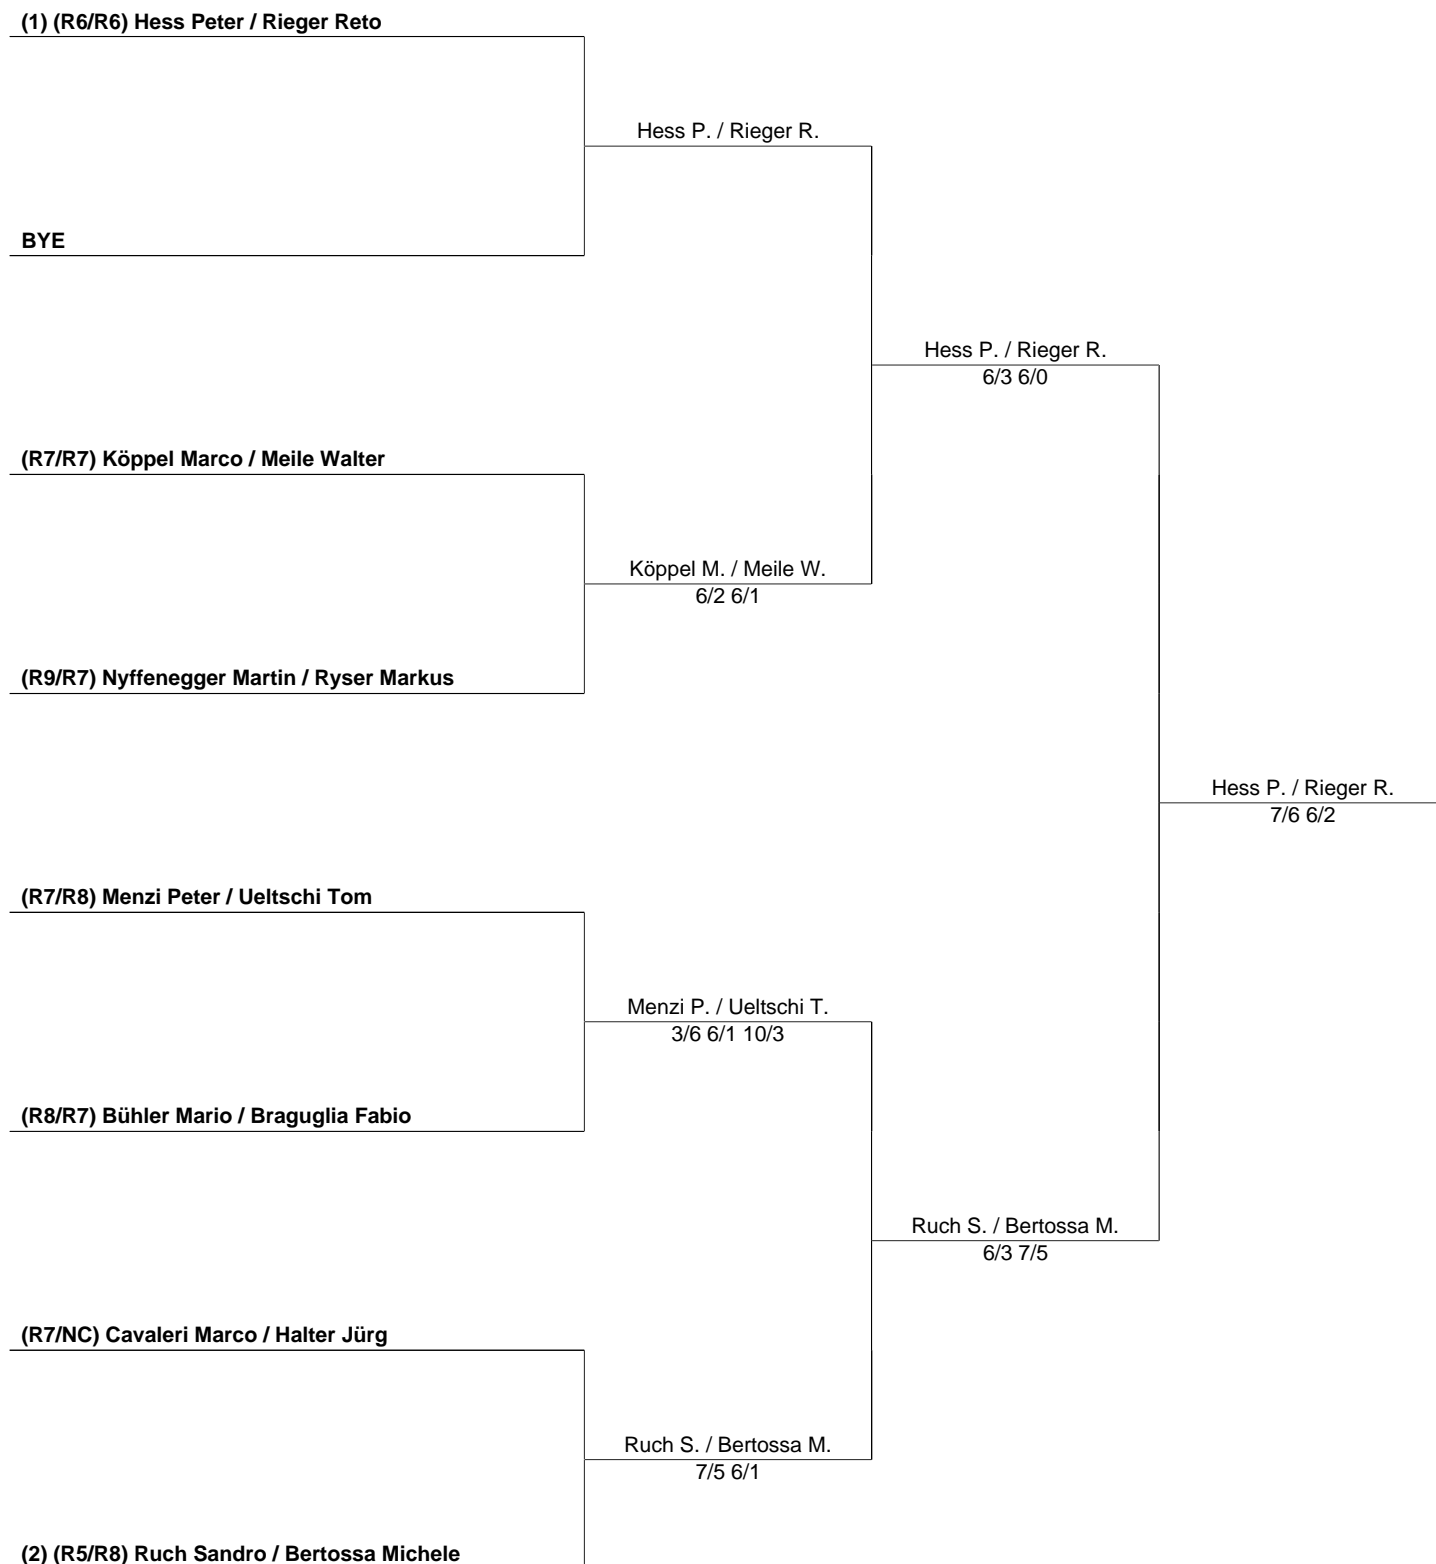 (1) (R6/R6) Hess Peter / Rieger Reto
Hess P. / Rieger R.
BYE
Hess P. / Rieger R.
6/3 6/0
(R7/R7) Köppel Marco / Meile Walter
Köppel M. / Meile W.
6/2 6/1
(R9/R7) Nyffenegger Martin / Ryser Markus
Hess P. / Rieger R.
7/6 6/2
(R7/R8) Menzi Peter / Ueltschi Tom
Menzi P. / Ueltschi T.
3/6 6/1 10/3
(R8/R7) Bühler Mario / Braguglia Fabio
Ruch S. / Bertossa M.
6/3 7/5
(R7/NC) Cavaleri Marco / Halter Jürg
Ruch S. / Bertossa M.
7/5 6/1
(2) (R5/R8) Ruch Sandro / Bertossa Michele